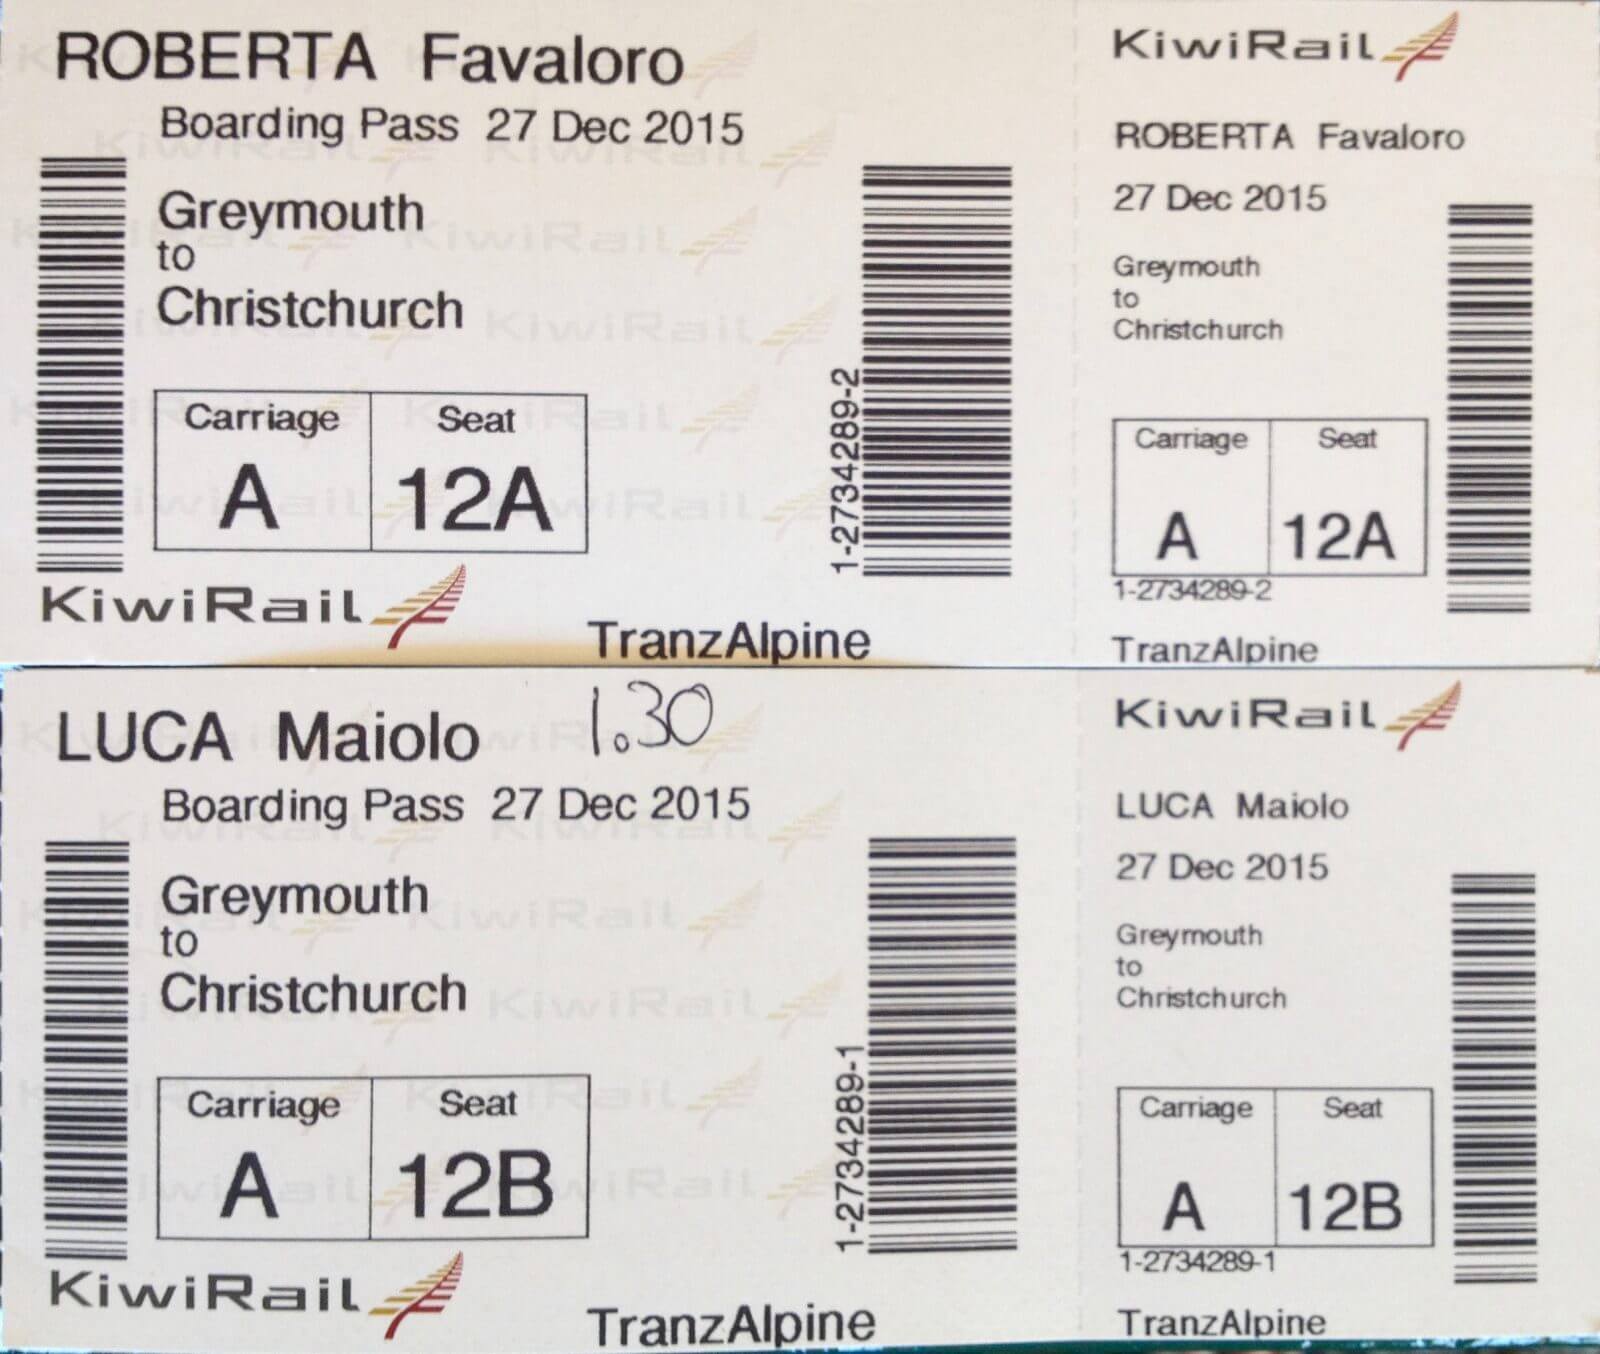 ROBERTA Favaloro
Boarding Pass 27 Dec 2015
Greymouth
to
Christchurch
Carriage Seat
A 12A
1-2734289-2
KiwiRail
TranzAlpine
KiwiRail
ROBERTA Favaloro
27 Dec 2015
Greymouth
to
Christchurch
Carriage Seat
A 12A
1-2734289-2
TranzAlpine
LUCA Maiolo 1.30
Boarding Pass 27 Dec 2015
Greymouth
to
Christchurch
Carriage Seat
A 12B
1-2734289-1
KiwiRail
TranzAlpine
KiwiRail
LUCA Maiolo
27 Dec 2015
Greymouth
to
Christchurch
Carriage Seat
A 12B
1-2734289-1
TranzAlpine